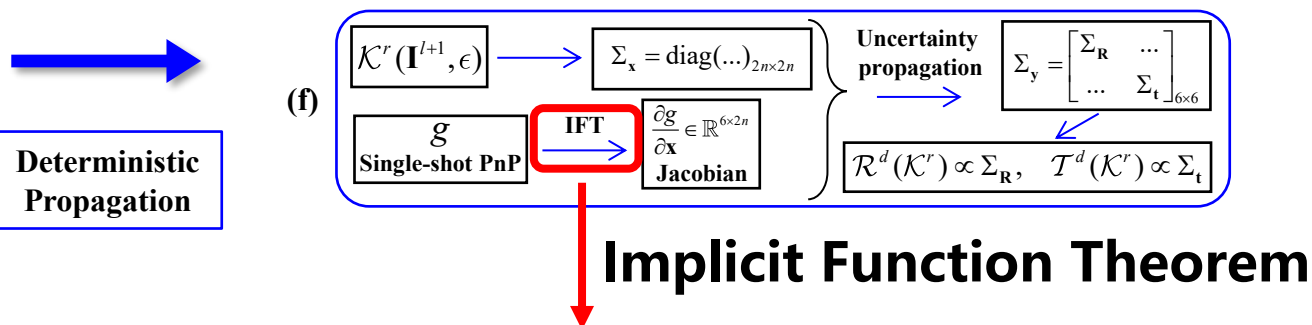 Deterministic
Propagation
(f)
𝒦^r(I^{l+1}, ϵ)
Σ_x = diag(...)_{2n×2n}
g
Single-shot PnP
IFT
∂g/∂x ∈ ℝ^{6×2n}
Jacobian
Uncertainty
propagation
Σ_y = [Σ_R ... ; ... Σ_t]_{6×6}
ℛ^d(𝒦^r) ∝ Σ_R, 𝒯^d(𝒦^r) ∝ Σ_t
Implicit Function Theorem